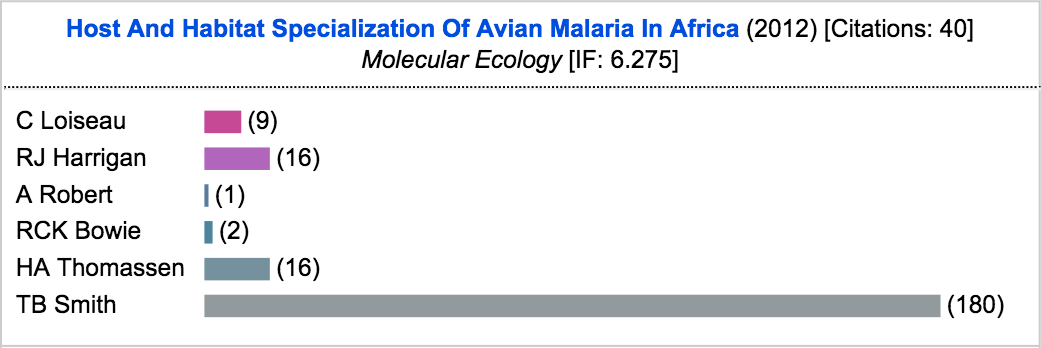 Host And Habitat Specialization Of Avian Malaria In Africa (2012) [Citations: 40]
Molecular Ecology [IF: 6.275]
C Loiseau (9)
RJ Harrigan (16)
A Robert (1)
RCK Bowie (2)
HA Thomassen (16)
TB Smith (180)